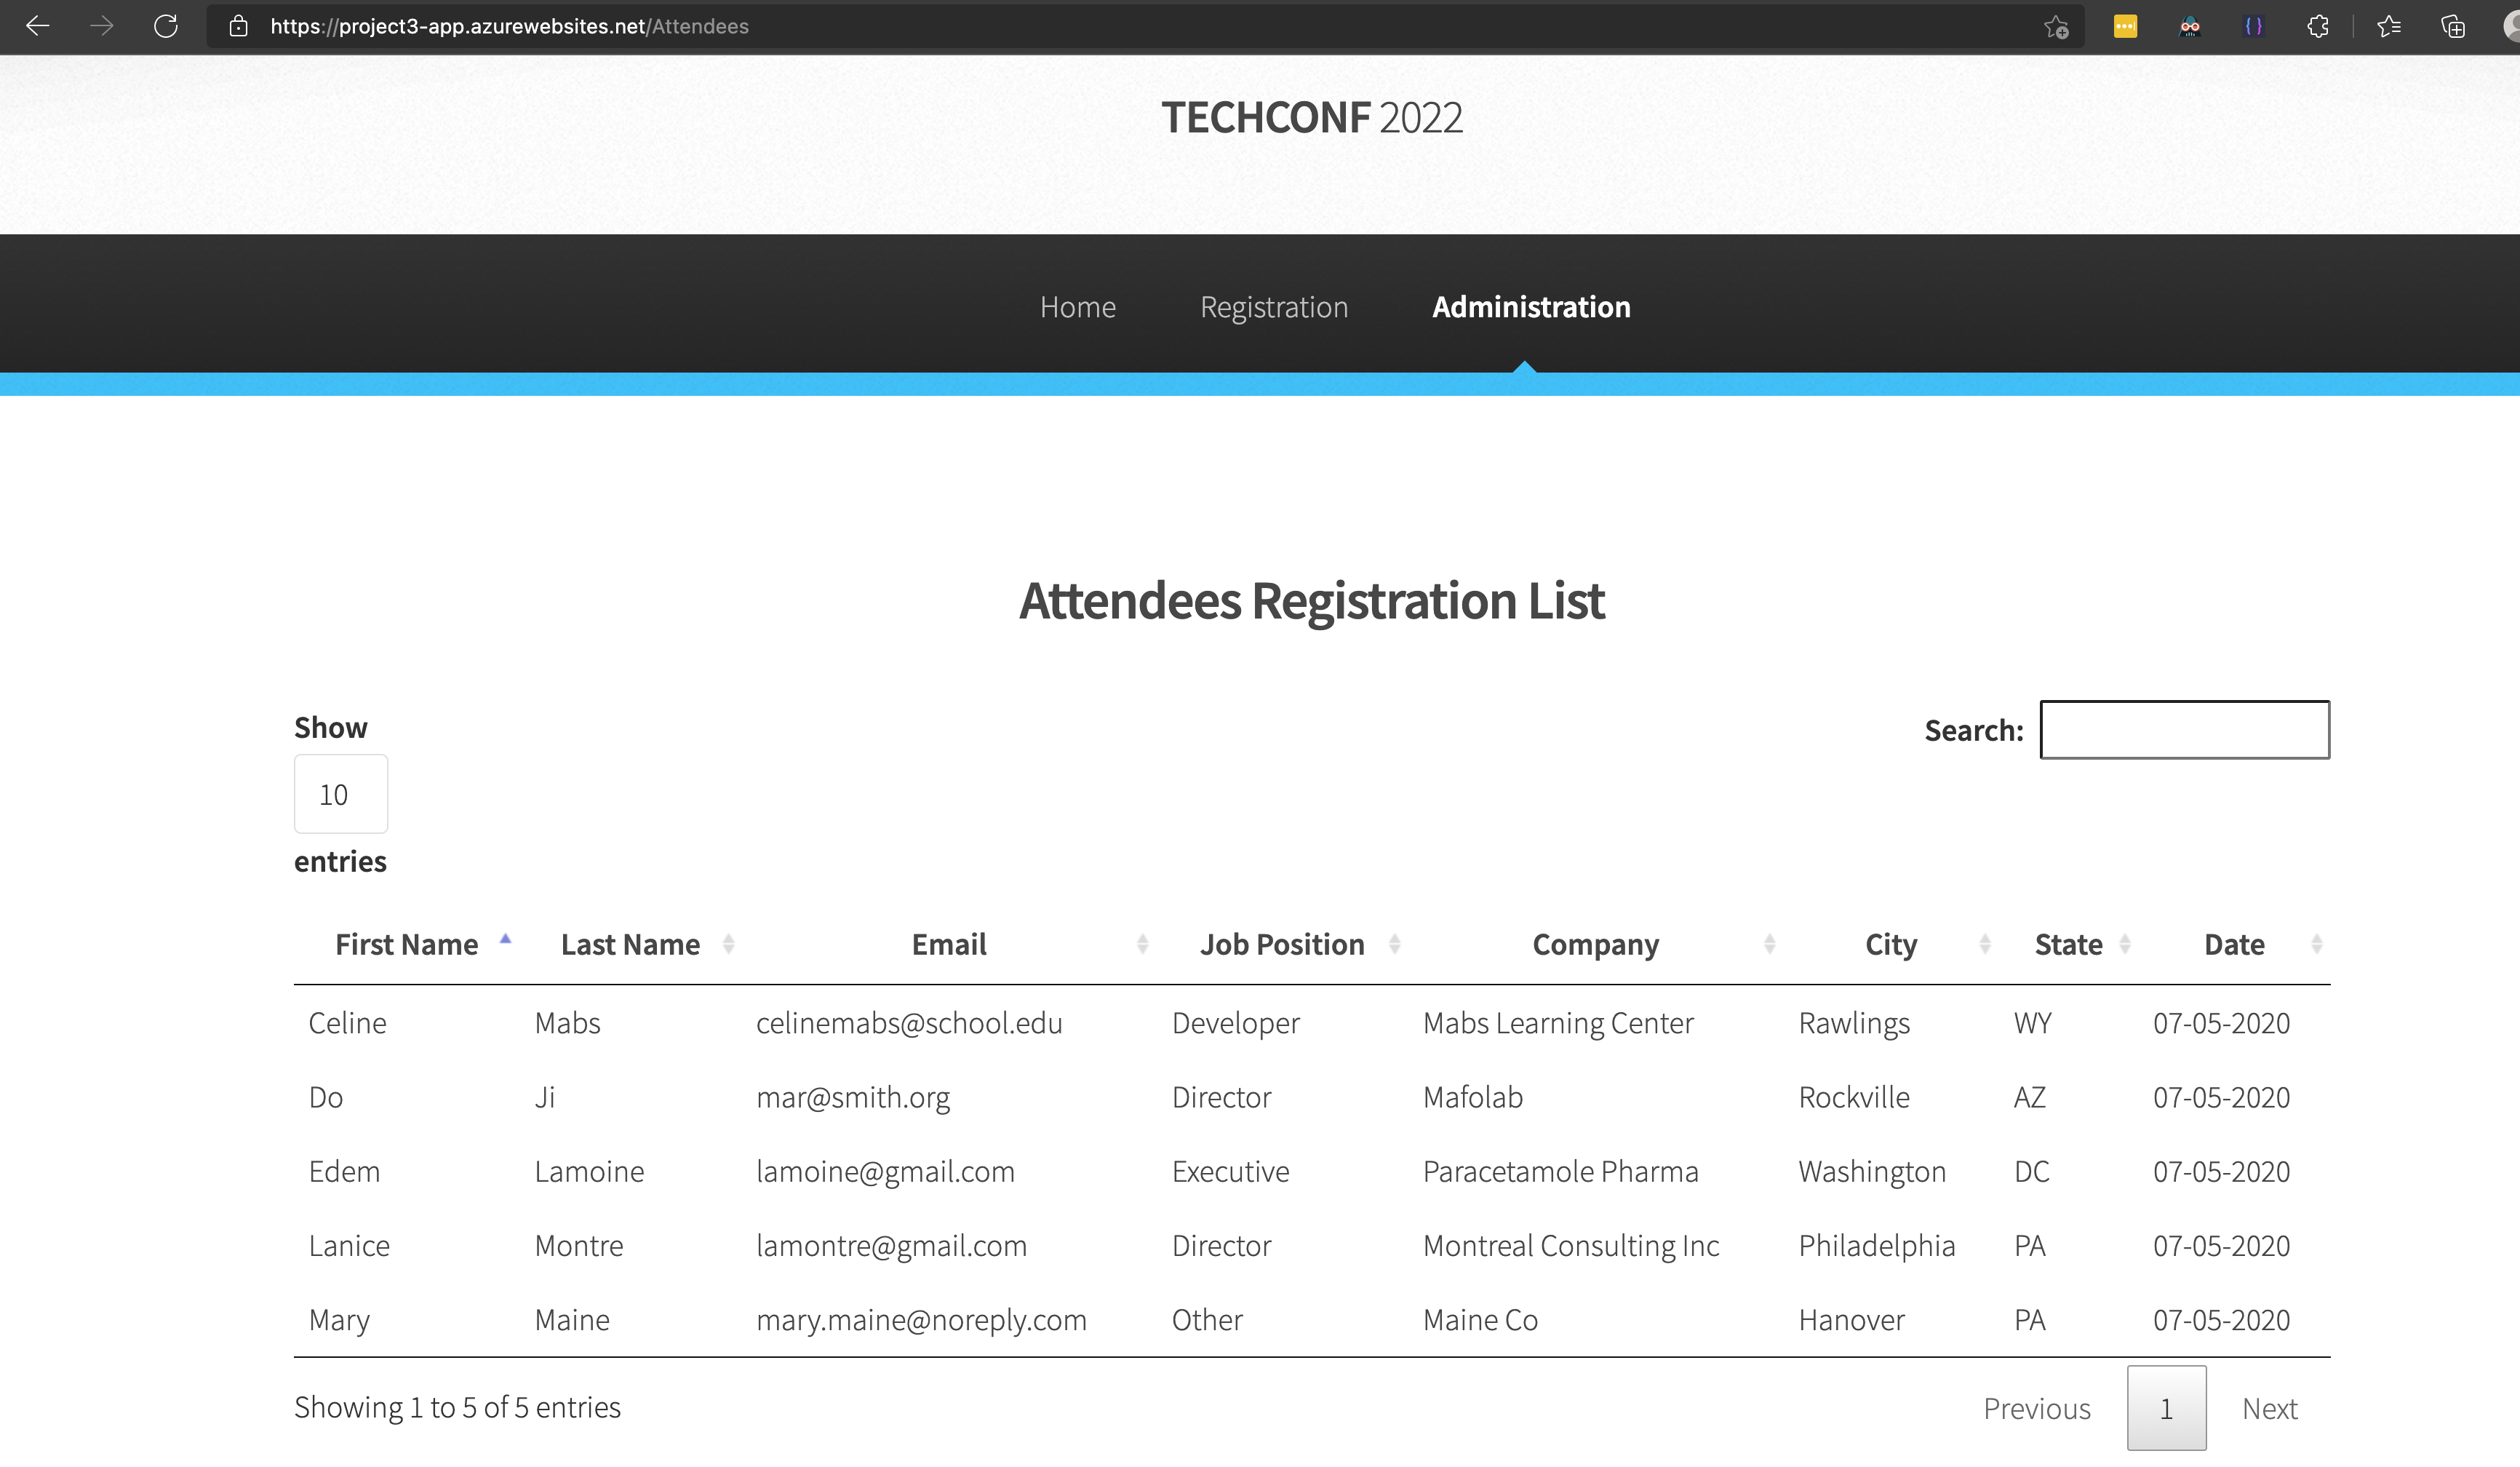 https://project3-app.azurewebsites.net/Attendees
TECHCONF 2022
Home Registration Administration
Attendees Registration List
Show
10
entries
Search:
First Name Last Name Email Job Position Company City State Date
Celine Mabs celinemabs@school.edu Developer Mabs Learning Center Rawlings WY 07-05-2020
Do Ji mar@smith.org Director Mafolab Rockville AZ 07-05-2020
Edem Lamoine lamoine@gmail.com Executive Paracetamole Pharma Washington DC 07-05-2020
Lanice Montre lamontre@gmail.com Director Montreal Consulting Inc Philadelphia PA 07-05-2020
Mary Maine mary.maine@noreply.com Other Maine Co Hanover PA 07-05-2020
Showing 1 to 5 of 5 entries
Previous 1 Next